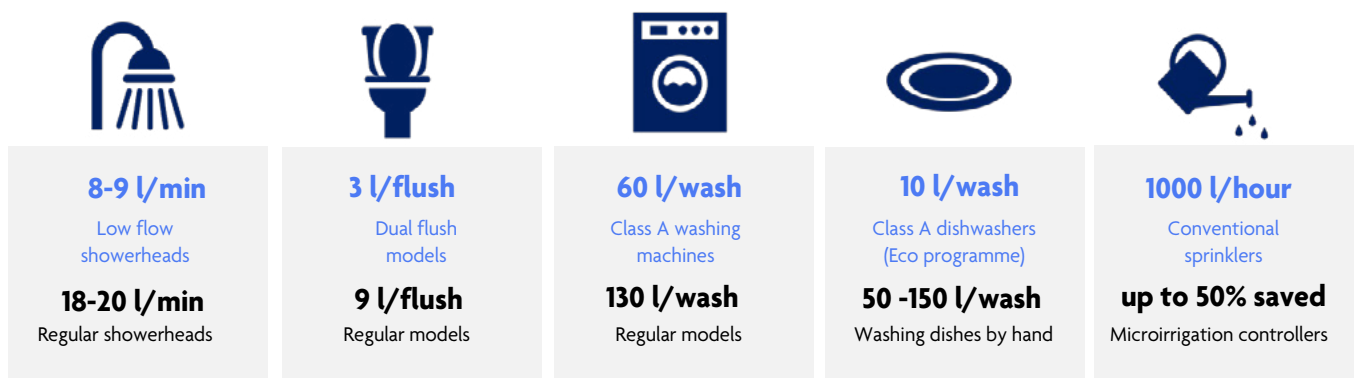 8-9 l/min
Low flow
showerheads
18-20 l/min
Regular showerheads
3 l/flush
Dual flush
models
9 l/flush
Regular models
60 l/wash
Class A washing
machines
130 l/wash
Regular models
10 l/wash
Class A dishwashers
(Eco programme)
50 -150 l/wash
Washing dishes by hand
1000 l/hour
Conventional
sprinklers
up to 50% saved
Microirrigation controllers